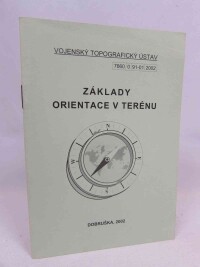 VOJENSKÝ TOPOGRAFICKÝ ÚSTAV
ZÁKLADY
ORIENTACE V TERÉNU
N
DOBRUŠKA, 2002